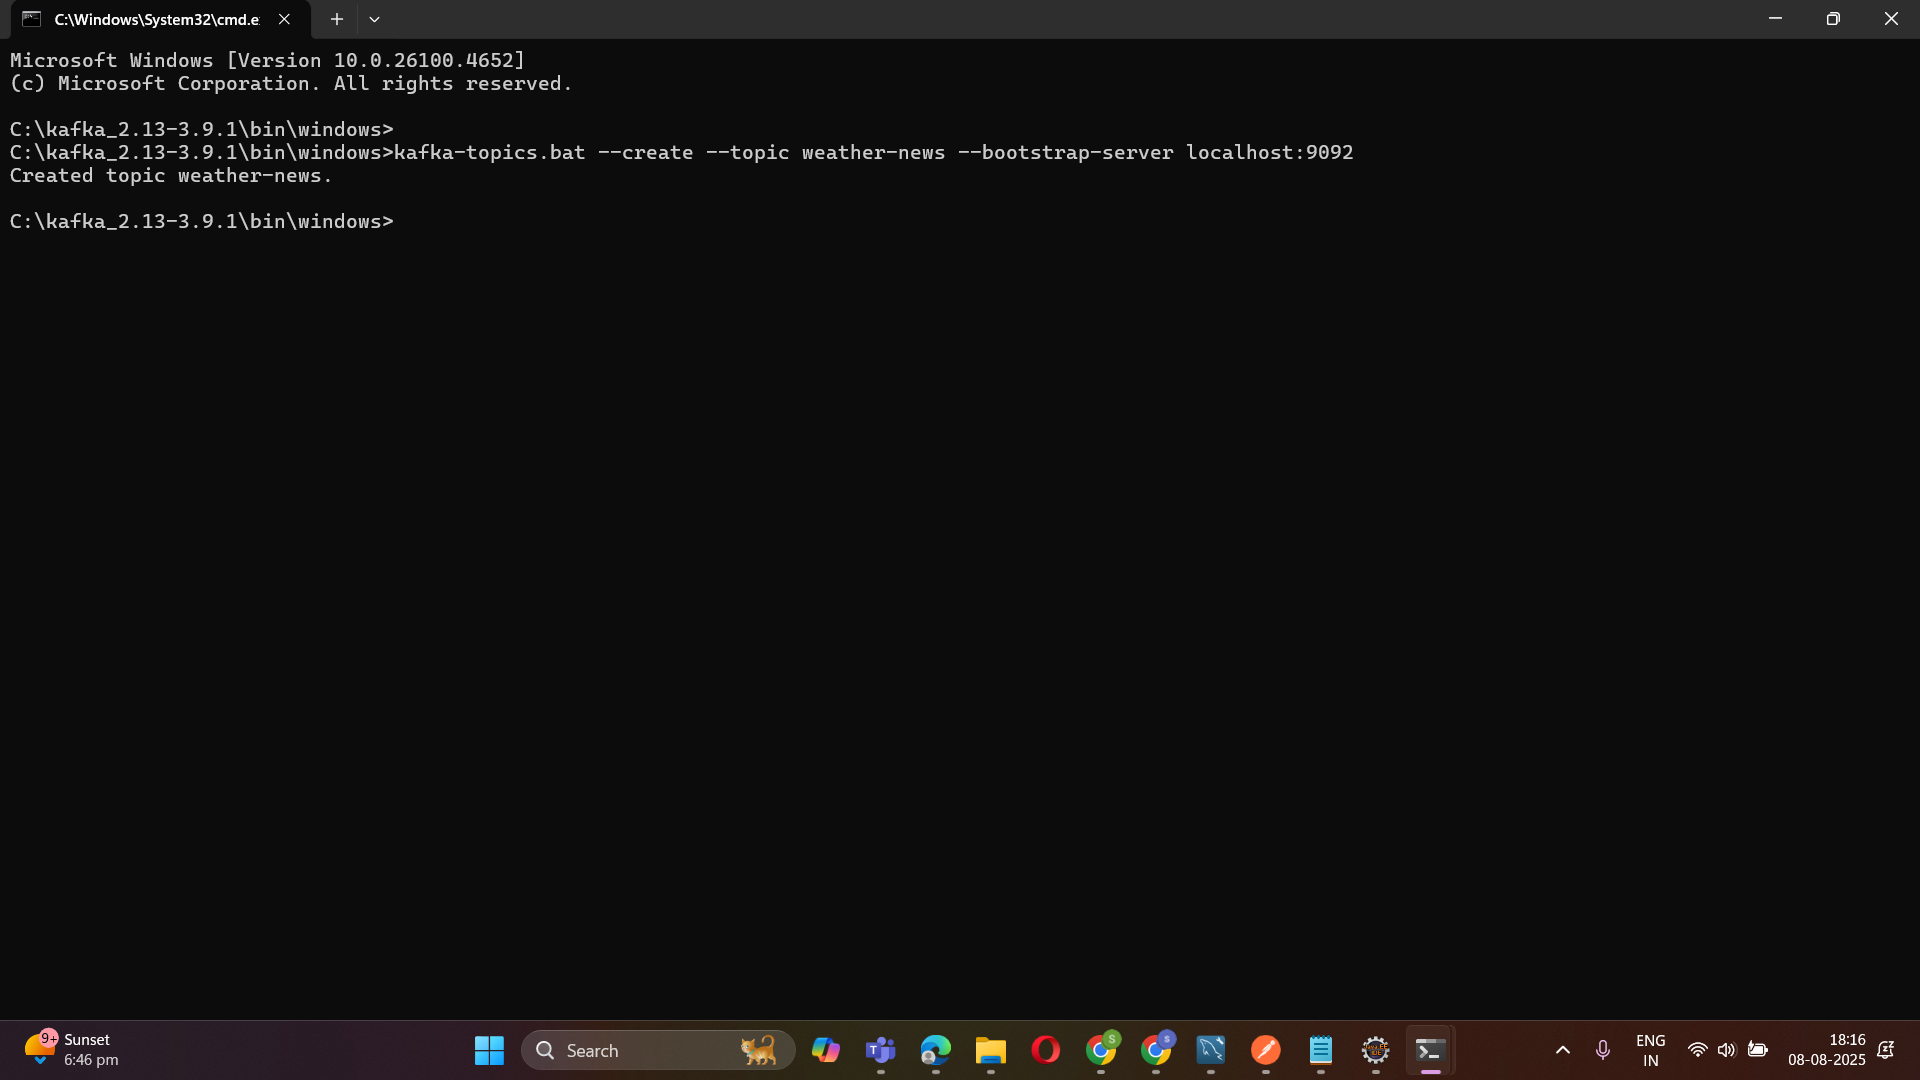 C:\Windows\System32\cmd.e
Microsoft Windows [Version 10.0.26100.4652]
(c) Microsoft Corporation. All rights reserved.
C:\kafka_2.13-3.9.1\bin\windows>
C:\kafka_2.13-3.9.1\bin\windows>kafka-topics.bat --create --topic weather-news --bootstrap-server localhost:9092
Created topic weather-news.
C:\kafka_2.13-3.9.1\bin\windows>
9+
Sunset
6:46 pm
Search
T
S
s
IDE
ENG
IN
18:16
08-08-2025